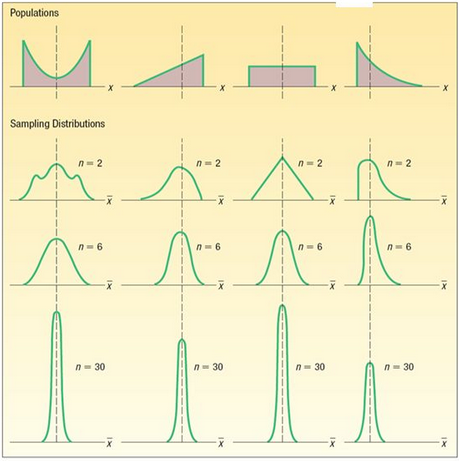 Populations
x x x x
Sampling Distributions
n = 2 n = 2 n = 2 n = 2
x̅ x̅ x̅ x̅
n = 6 n = 6 n = 6 n = 6
x̅ x̅ x̅ x̅
n = 30 n = 30 n = 30 n = 30
x̅ x̅ x̅ x̅